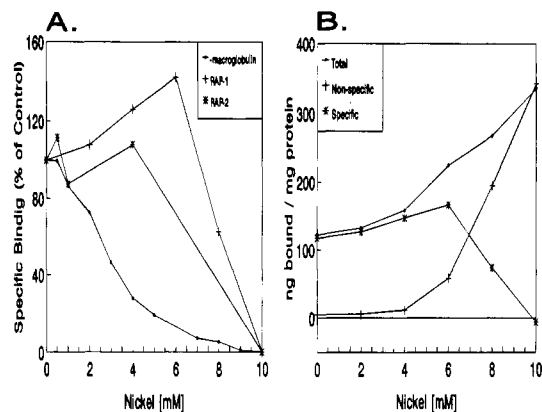 A.
160
120
80
40
0
0 2 4 6 8 10
Specific Bindig (% of Control)
Nickel [mM]
-macroglobulin
RAP-1
RAP-2
B.
400
300
200
100
0
0 2 4 6 8 10
ng bound / mg protein
Nickel [mM]
Total
Non-specific
Specific